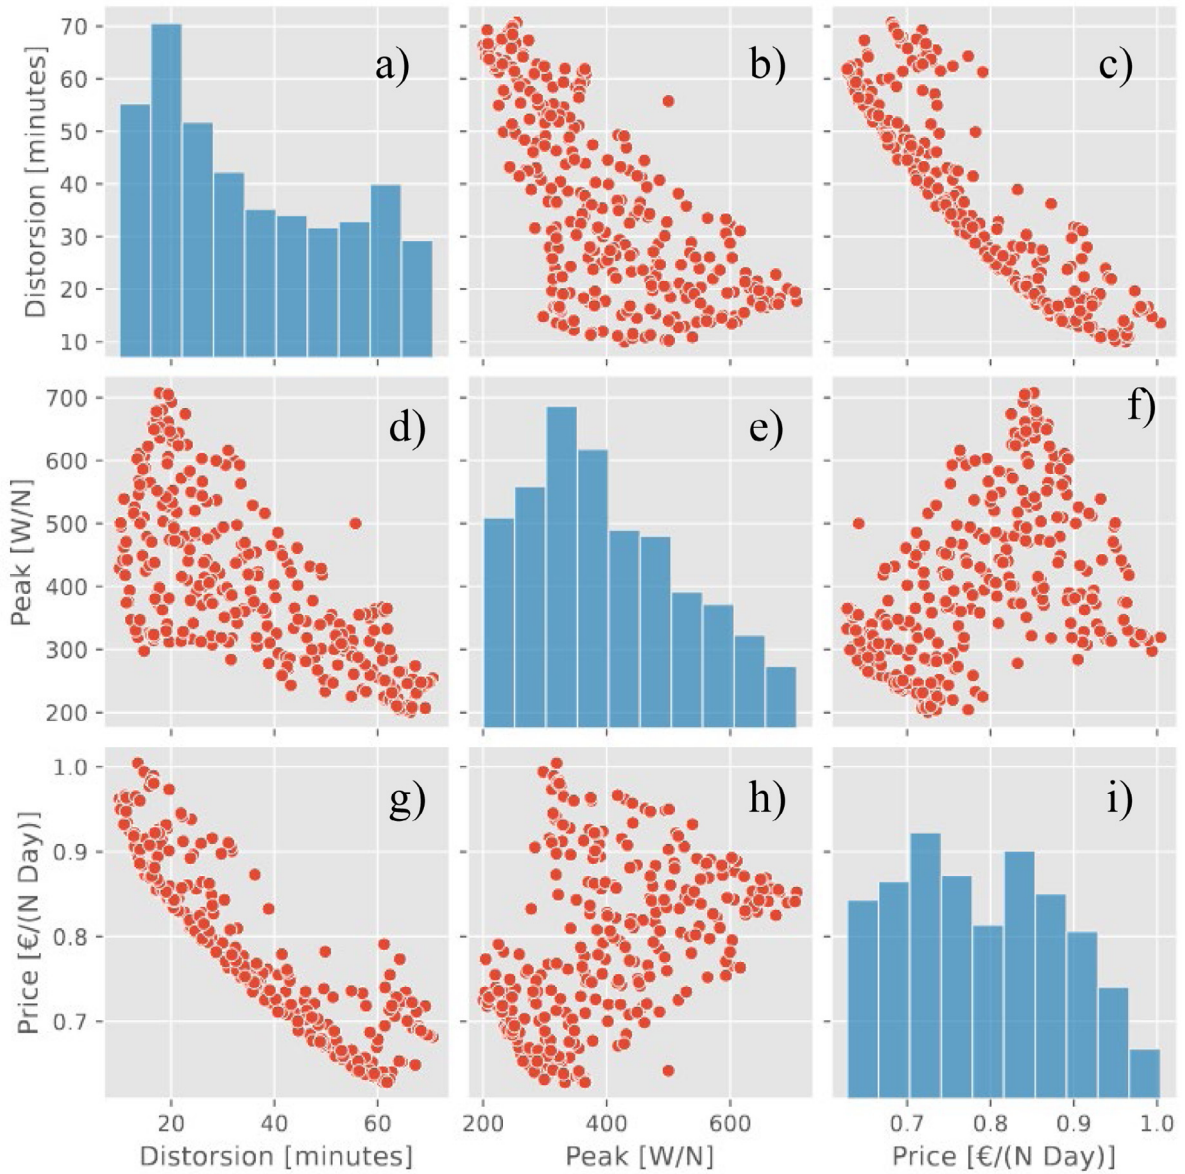 70
60
50
40
30
20
10
Distorsion [minutes]
a)
b)
c)
700
600
500
400
300
200
Peak [W/N]
d)
e)
f)
1.0
0.9
0.8
0.7
Price [€/(N Day)]
g)
h)
i)
20 40 60
200 400 600
0.7 0.8 0.9 1.0
Distorsion [minutes]
Peak [W/N]
Price [€/(N Day)]